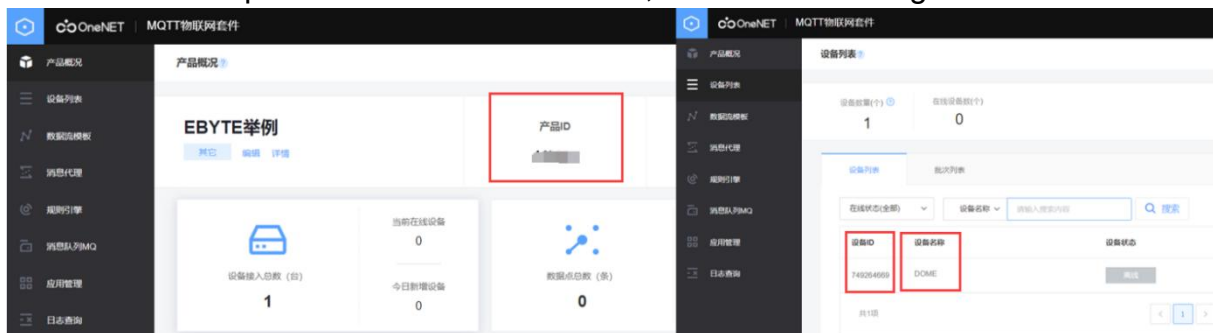 OneNET MQTT物联网套件
产品概况
设备列表
数据流模板
消息代理
规则引擎
消息队列MQ
应用管理
日志查询
产品概况
EBYTE举例
其它 编辑 详情
产品ID
设备接入总数（台）
1
当前在线设备
0
今日新增设备
0
数据点总数（条）
0
OneNET MQTT物联网套件
产品概况
设备列表
数据流模板
消息代理
规则引擎
消息队列MQ
应用管理
日志查询
设备列表
设备数量(个) 在线设备数(个)
1 0
设备列表 批次列表
在线状态(全部) 设备名称 请输入搜索内容 搜索
设备ID 设备名称 设备状态
749264669 DOME 离线
共1项 1